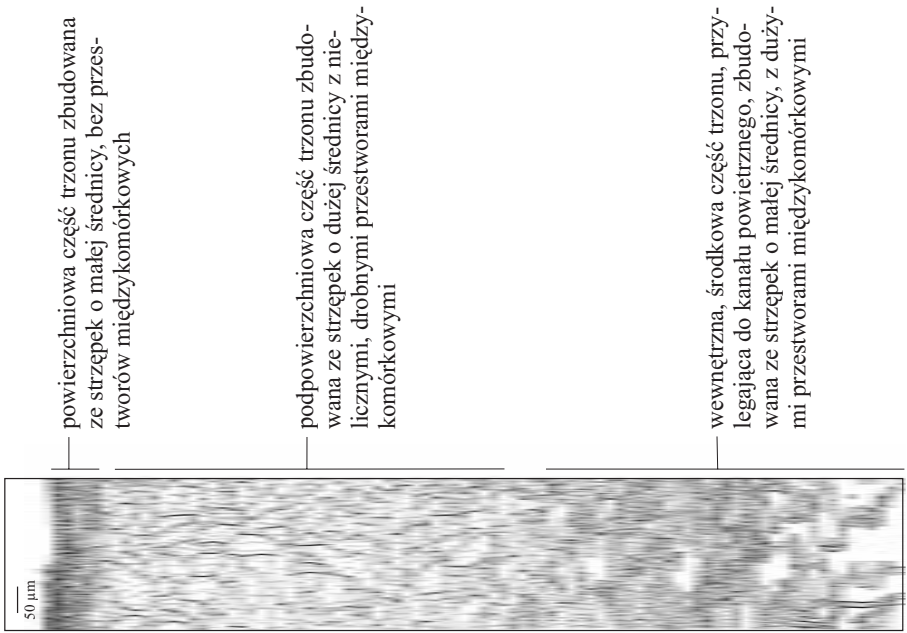 50 μm
powierzchniowa część trzonu zbudowana
ze strzępek o małej średnicy, bez przes-
tworów międzykomórkowych
podpowierzchniowa część trzonu zbudo-
wana ze strzępek o dużej średnicy z nie-
licznymi, drobnymi przestworami między-
komórkowymi
wewnętrzna, środkowa część trzonu, przy-
legająca do kanału powietrznego, zbudo-
wana ze strzępek o małej średnicy, z duży-
mi przestworami międzykomórkowymi